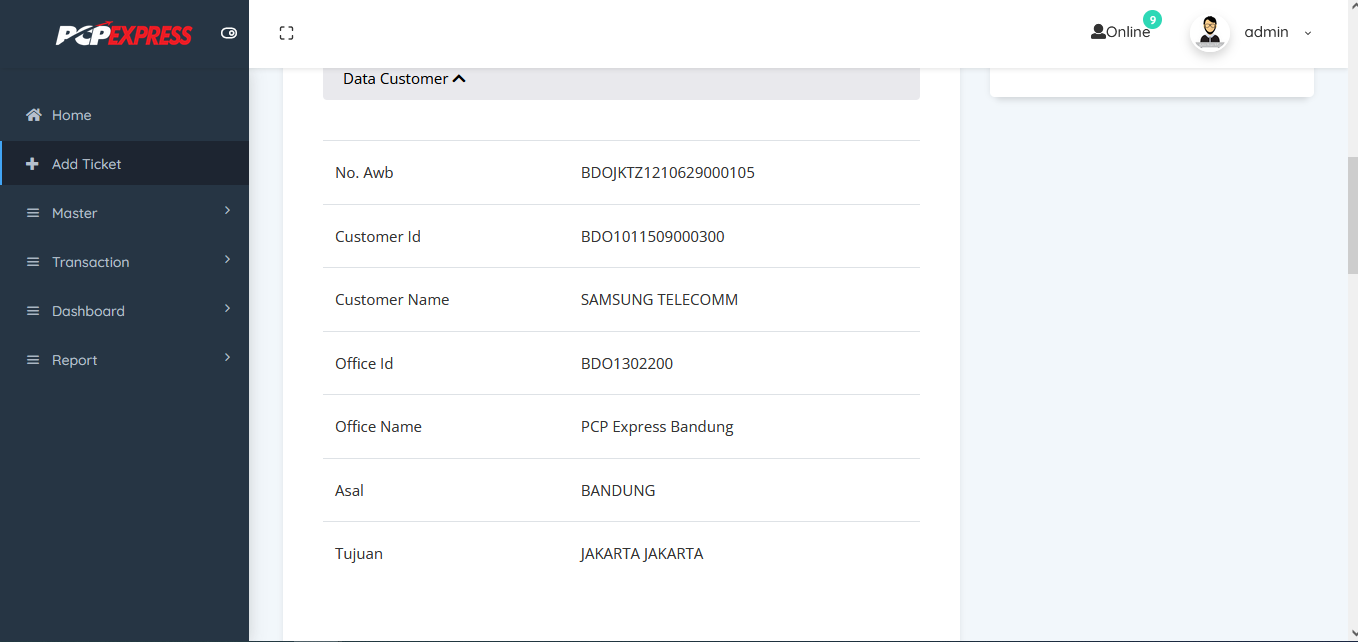 PCPEXPRESS
Online
9
admin
Home
Add Ticket
Master
Transaction
Dashboard
Report
Data Customer
No. Awb BDOJKTZ1210629000105
Customer Id BDO1011509000300
Customer Name SAMSUNG TELECOMM
Office Id BDO1302200
Office Name PCP Express Bandung
Asal BANDUNG
Tujuan JAKARTA JAKARTA